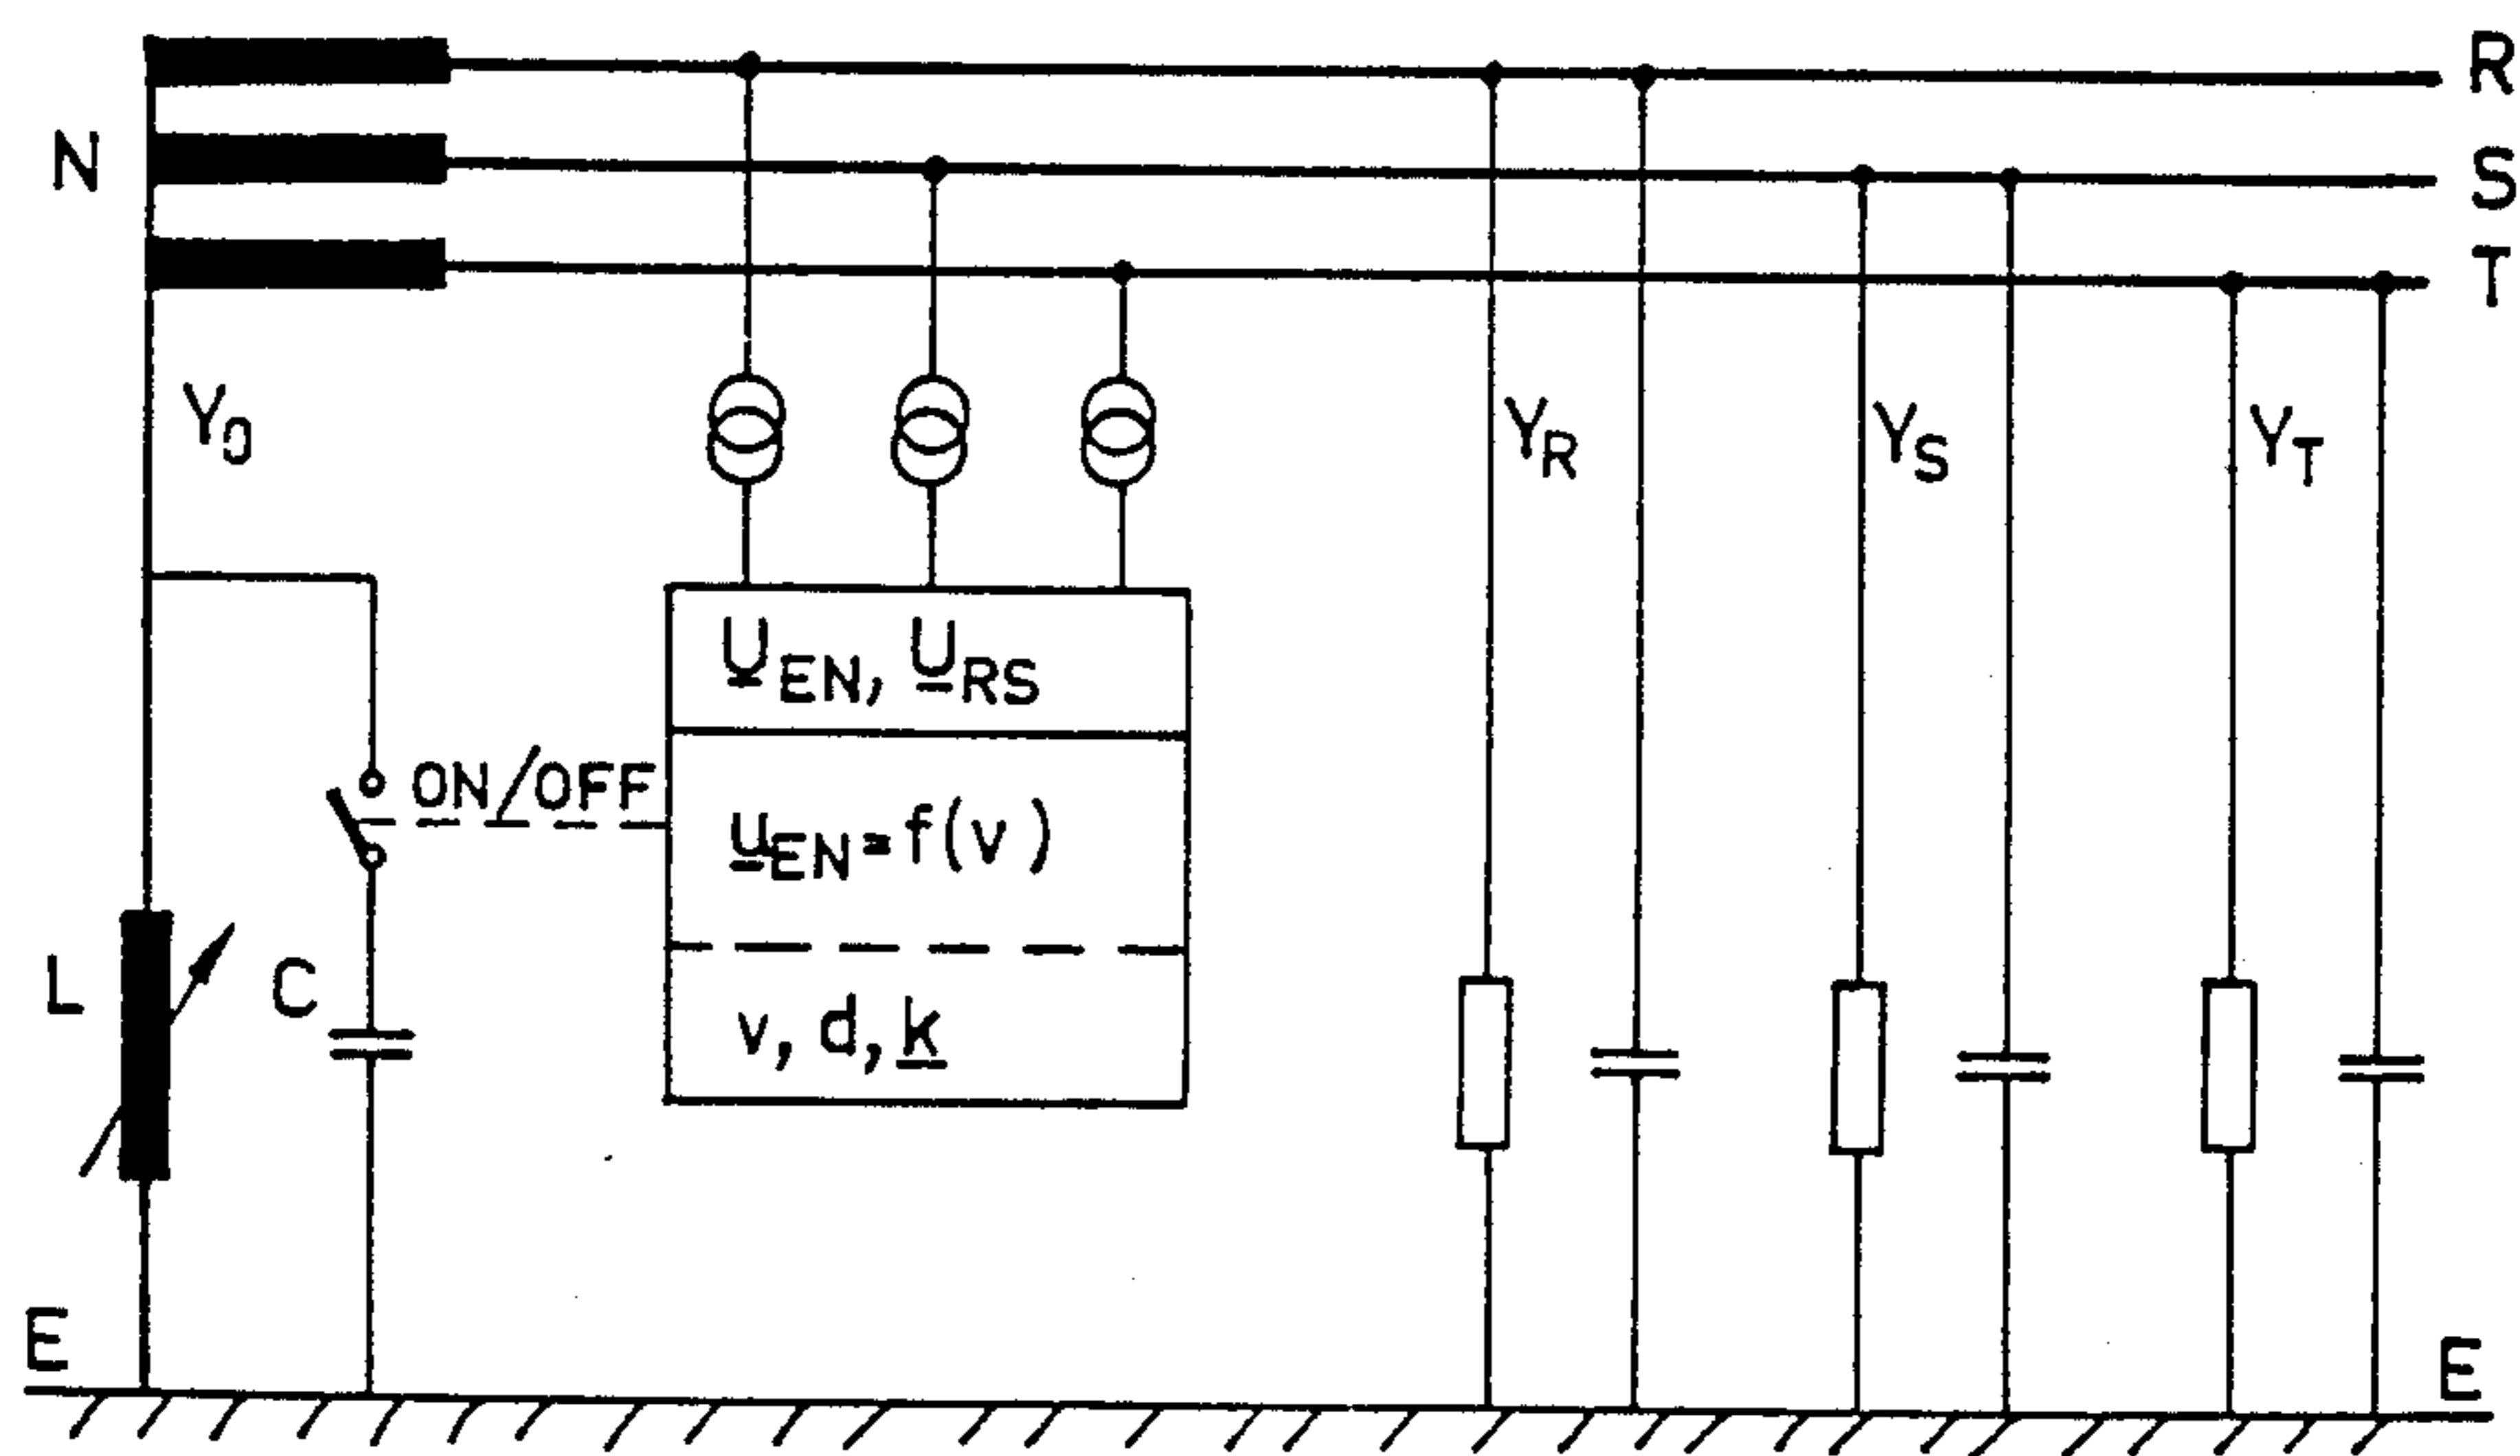 R
N
S
T
Y0
YR
YS
YT
UEN, URS
ON/OFF
uEN=f(v)
L
C
v, d, k
E
E